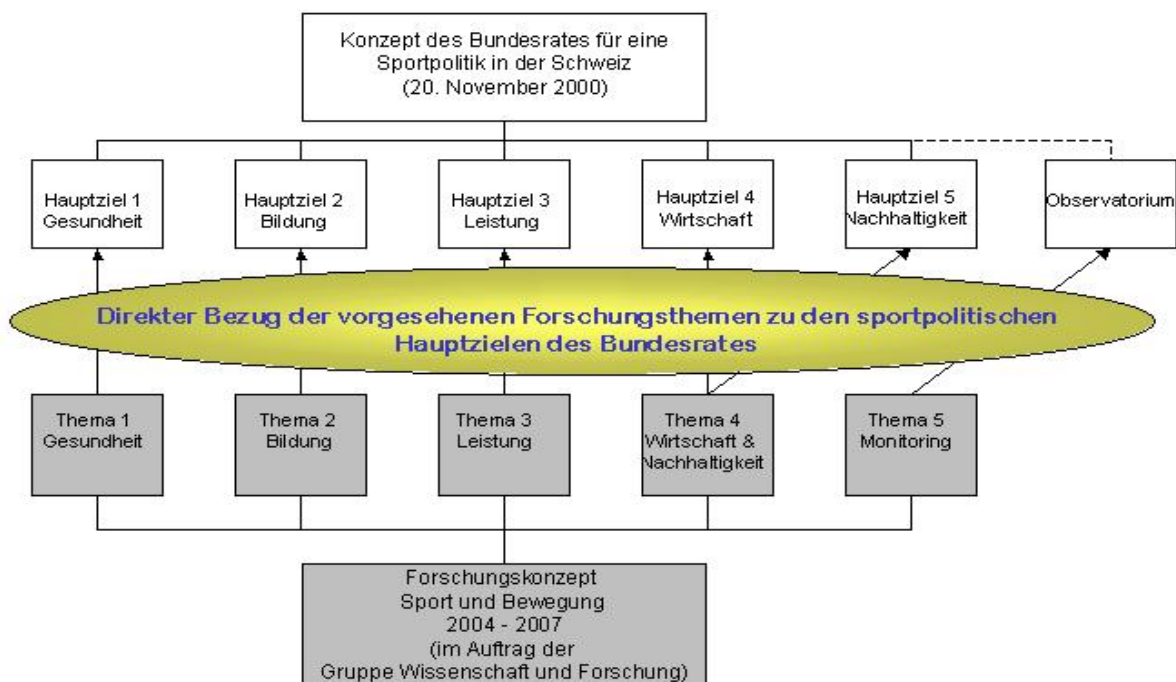 Konzept des Bundesrates für eine
Sportpolitik in der Schweiz
(20. November 2000)
Hauptziel 1
Gesundheit
Hauptziel 2
Bildung
Hauptziel 3
Leistung
Hauptziel 4
Wirtschaft
Hauptziel 5
Nachhaltigkeit
Observatorium
Direkter Bezug der vorgesehenen Forschungsthemen zu den sportpolitischen
Hauptzielen des Bundesrates
Thema 1
Gesundheit
Thema 2
Bildung
Thema 3
Leistung
Thema 4
Wirtschaft &
Nachhaltigkeit
Thema 5
Monitoring
Forschungskonzept
Sport und Bewegung
2004 - 2007
(im Auftrag der
Gruppe Wissenschaft und Forschung)